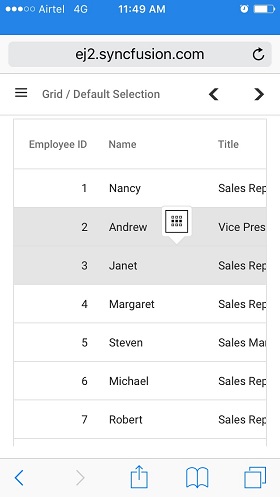 Airtel 4G 11:49 AM
ej2.syncfusion.com
Grid / Default Selection
Employee ID Name Title
1 Nancy Sales Rep
2 Andrew Vice Pres
3 Janet Sales Rep
4 Margaret Sales Rep
5 Steven Sales Ma
6 Michael Sales Rep
7 Robert Sales Rep